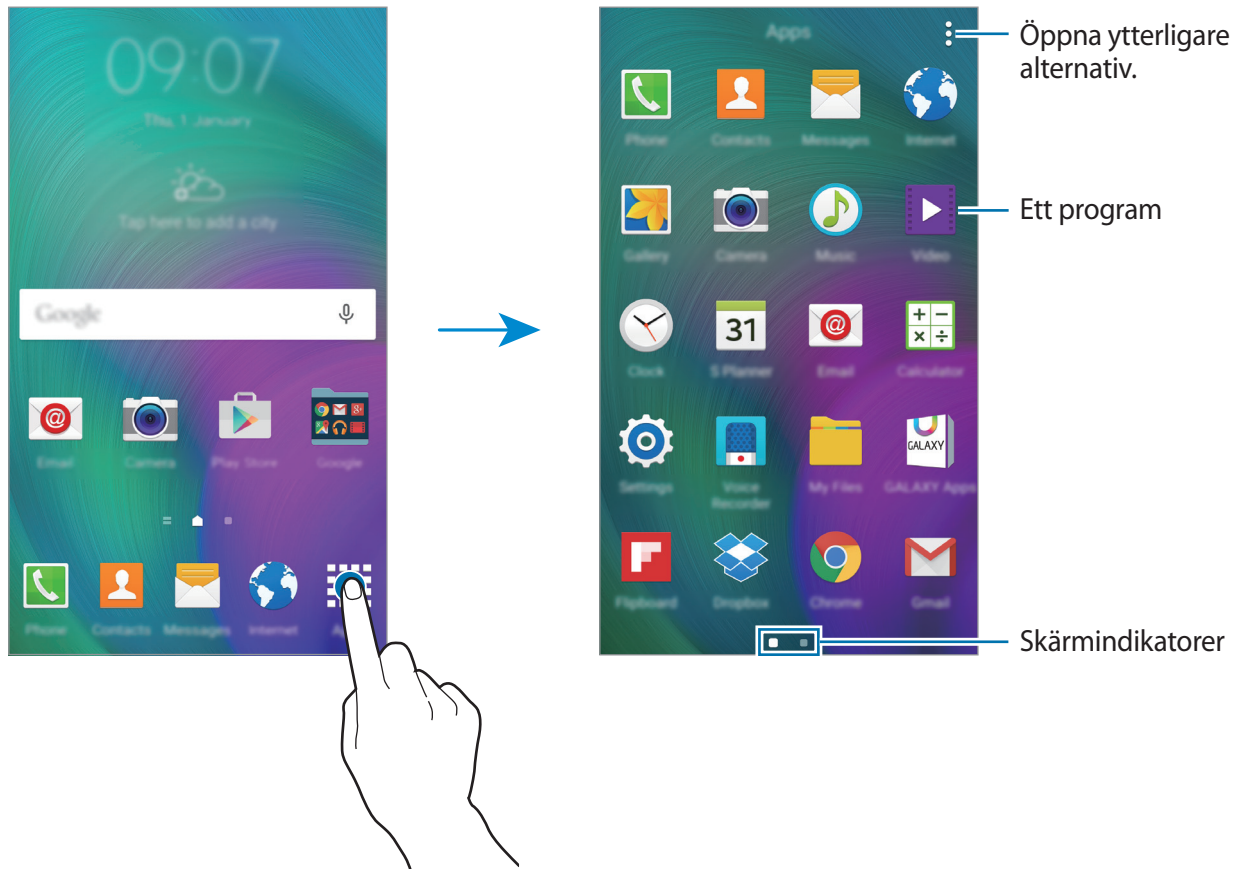 09:07
Thu, 1 January
Tap here to add a city
Google
Email Camera Play Store Google
Phone Contacts Messages Internet
Apps
Öppna ytterligare
alternativ.
Phone Contacts Messages Internet
Ett program
Gallery Camera Music Video
31
Clock S Planner Email Calculator
GALAXY
Settings Voice Recorder My Files GALAXY Apps
Flipboard Dropbox Chrome Gmail
Skärmindikatorer